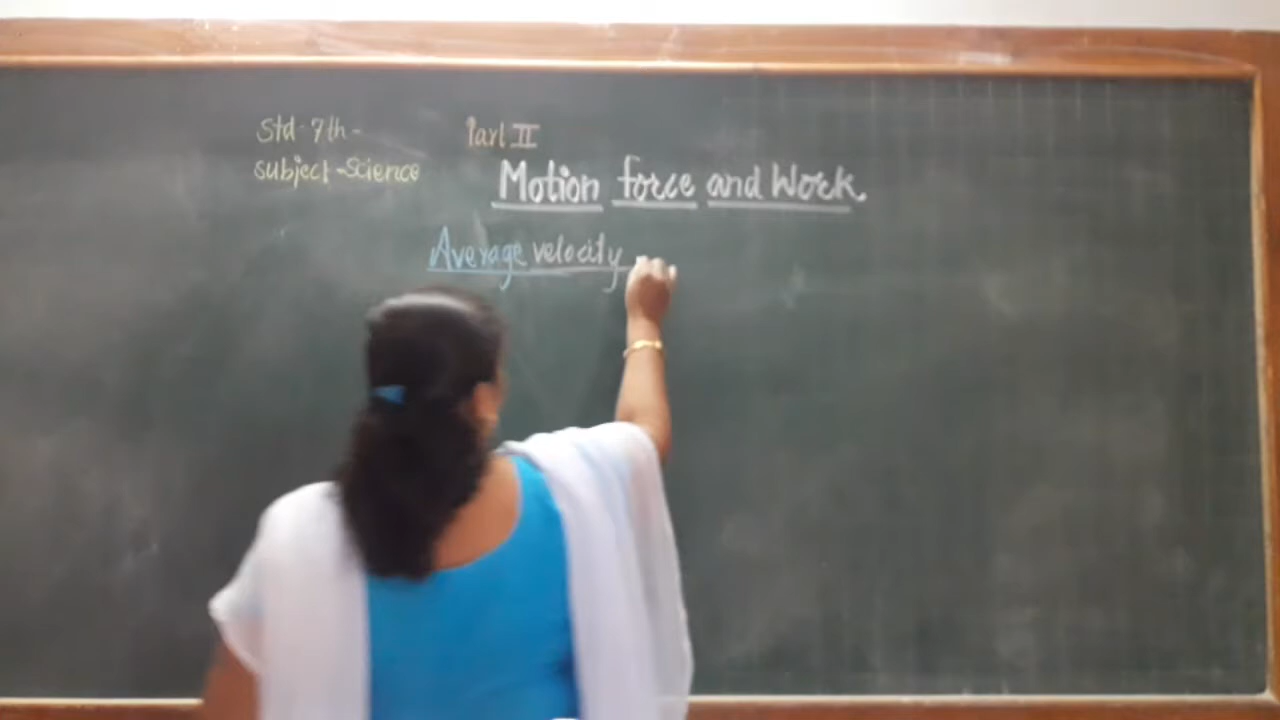 Std - 7th -
Part II
subject - Science
Motion force and Work
Average velocity